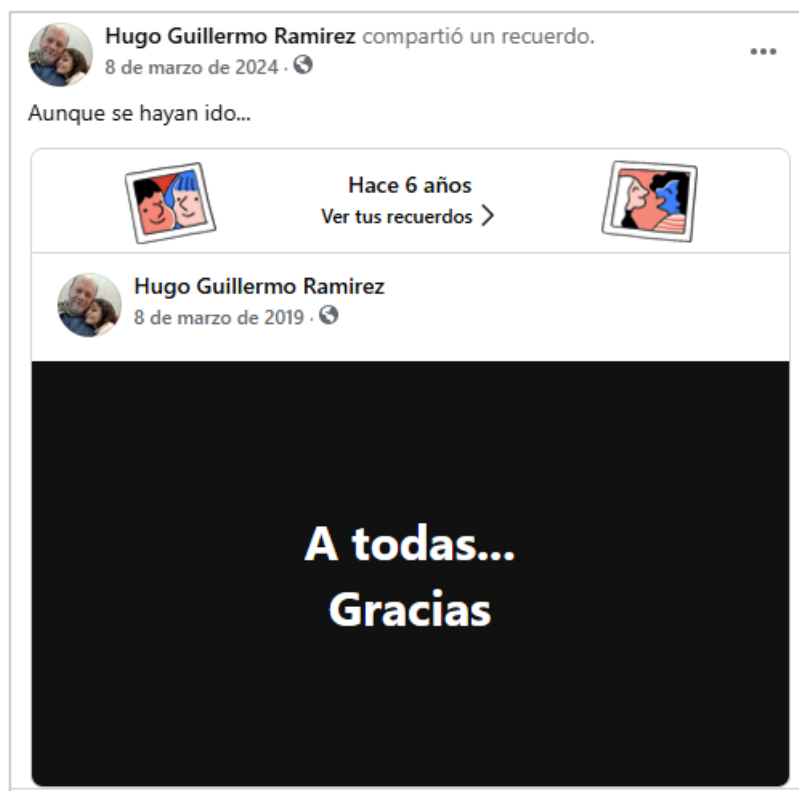 Hugo Guillermo Ramirez compartió un recuerdo.
8 de marzo de 2024 ·
Aunque se hayan ido...
Hace 6 años
Ver tus recuerdos
Hugo Guillermo Ramirez
8 de marzo de 2019 ·
A todas...
Gracias